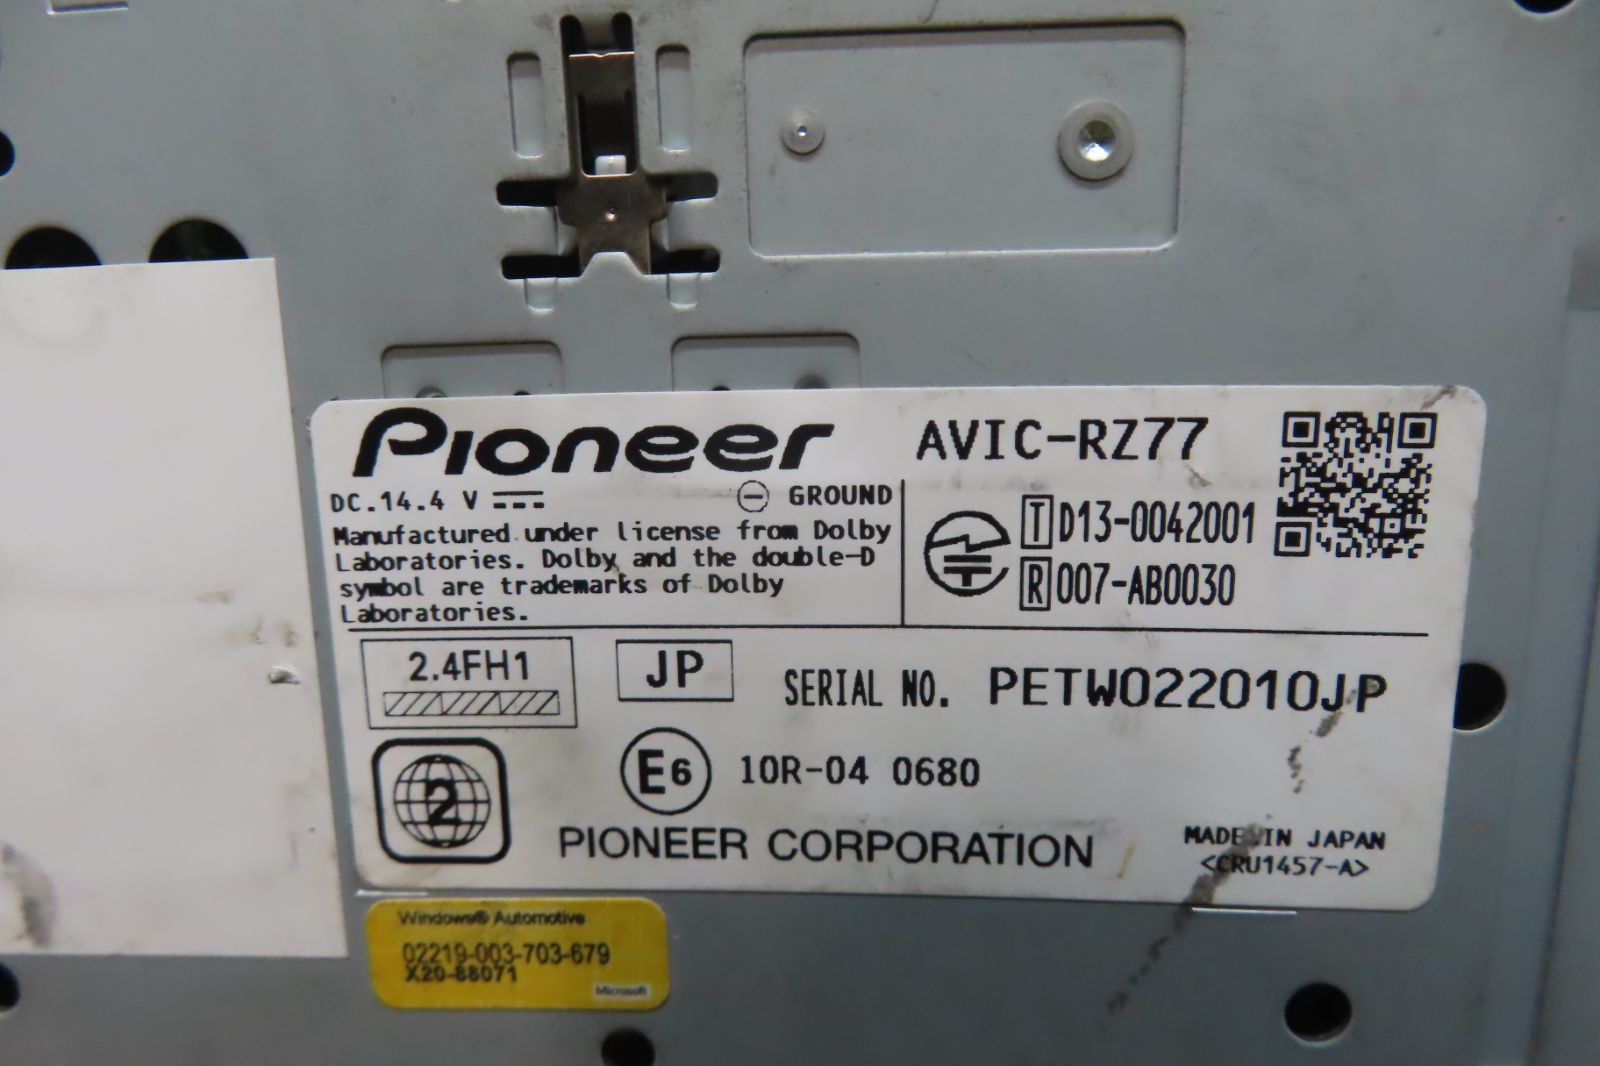 Pioneer
AVIC-RZ77
DC.14.4 V
GROUND
Manufactured under license from Dolby
Laboratories. Dolby and the double-D
symbol are trademarks of Dolby
Laboratories.
T D13-0042001
R 007-AB0030
2.4FH1
JP
SERIAL NO. PETW022010JP
2
E6 10R-04 0680
PIONEER CORPORATION
MADE IN JAPAN
<CRU1457-A>
Windows® Automotive
02219-003-703-679
X20-88071
Microsoft